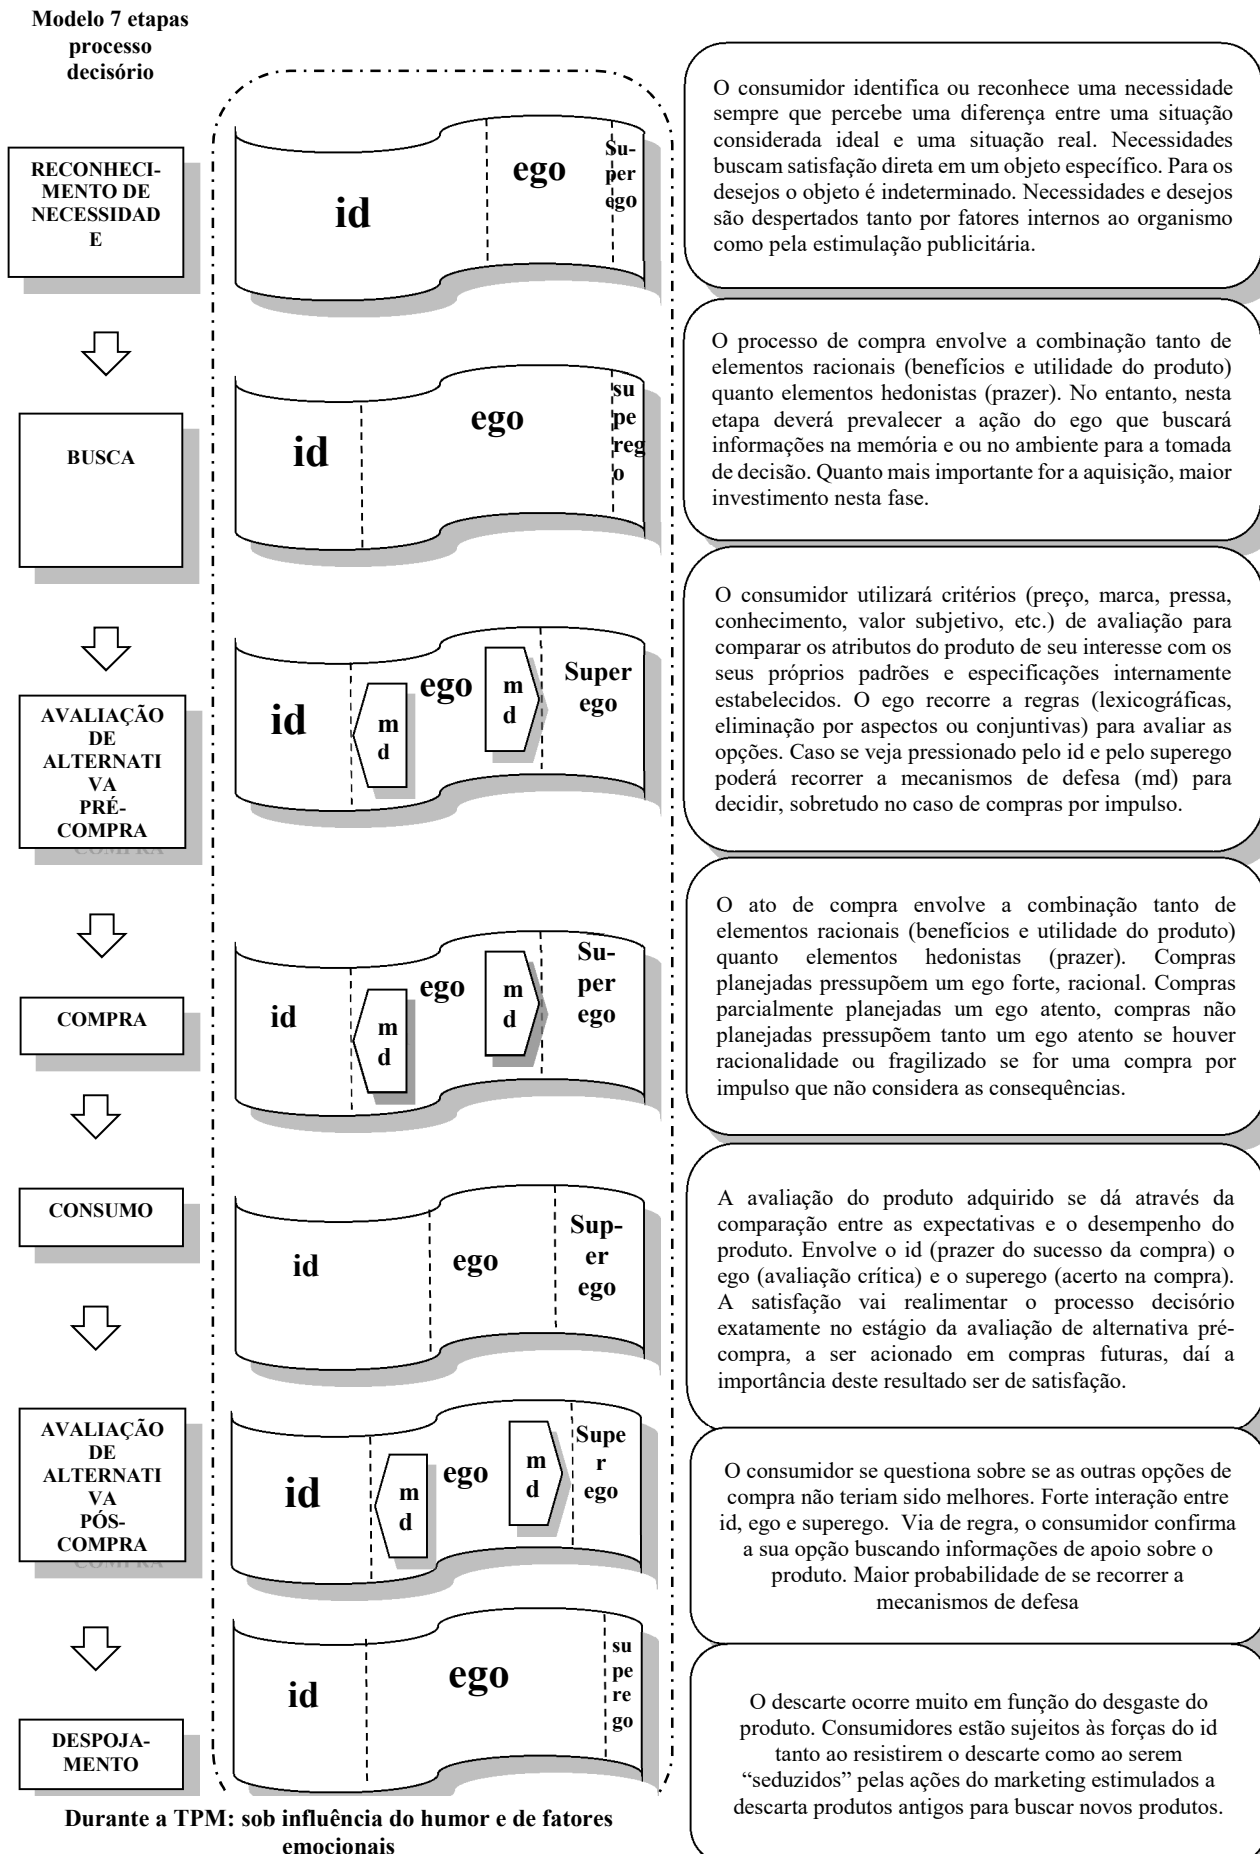 Modelo 7 etapas
processo
decisório
RECONHECI-
MENTO DE
NECESSIDAD
E
id
ego
Su-
per
ego
O consumidor identifica ou reconhece uma necessidade
sempre que percebe uma diferença entre uma situação
considerada ideal e uma situação real. Necessidades
buscam satisfação direta em um objeto específico. Para os
desejos o objeto é indeterminado. Necessidades e desejos
são despertados tanto por fatores internos ao organismo
como pela estimulação publicitária.
BUSCA
id
ego
su
pe
reg
o
O processo de compra envolve a combinação tanto de
elementos racionais (benefícios e utilidade do produto)
quanto elementos hedonistas (prazer). No entanto, nesta
etapa deverá prevalecer a ação do ego que buscará
informações na memória e ou no ambiente para a tomada
de decisão. Quanto mais importante for a aquisição, maior
investimento nesta fase.
AVALIAÇÃO
DE
ALTERNATI
VA
PRÉ-
COMPRA
id
m
d
ego
m
d
Super
ego
O consumidor utilizará critérios (preço, marca, pressa,
conhecimento, valor subjetivo, etc.) de avaliação para
comparar os atributos do produto de seu interesse com os
seus próprios padrões e especificações internamente
estabelecidos. O ego recorre a regras (lexicográficas,
eliminação por aspectos ou conjuntivas) para avaliar as
opções. Caso se veja pressionado pelo id e pelo superego
poderá recorrer a mecanismos de defesa (md) para
decidir, sobretudo no caso de compras por impulso.
COMPRA
id
m
d
ego
m
d
Su-
per
ego
O ato de compra envolve a combinação tanto de
elementos racionais (benefícios e utilidade do produto)
quanto elementos hedonistas (prazer). Compras
planejadas pressupõem um ego forte, racional. Compras
parcialmente planejadas um ego atento, compras não
planejadas pressupõem tanto um ego atento se houver
racionalidade ou fragilizado se for uma compra por
impulso que não considera as consequências.
CONSUMO
id
ego
Sup-
er
ego
A avaliação do produto adquirido se dá através da
comparação entre as expectativas e o desempenho do
produto. Envolve o id (prazer do sucesso da compra) o
ego (avaliação crítica) e o superego (acerto na compra).
A satisfação vai realimentar o processo decisório
exatamente no estágio da avaliação de alternativa pré-
compra, a ser acionado em compras futuras, daí a
importância deste resultado ser de satisfação.
AVALIAÇÃO
DE
ALTERNATI
VA
PÓS-
COMPRA
id
m
d
ego
m
d
Supe
r
ego
O consumidor se questiona sobre se as outras opções de
compra não teriam sido melhores. Forte interação entre
id, ego e superego. Via de regra, o consumidor confirma
a sua opção buscando informações de apoio sobre o
produto. Maior probabilidade de se recorrer a
mecanismos de defesa
DESPOJA-
MENTO
id
ego
su
pe
re
go
O descarte ocorre muito em função do desgaste do
produto. Consumidores estão sujeitos às forças do id
tanto ao resistirem o descarte como ao serem
“seduzidos” pelas ações do marketing estimulados a
descarta produtos antigos para buscar novos produtos.
Durante a TPM: sob influência do humor e de fatores
emocionais